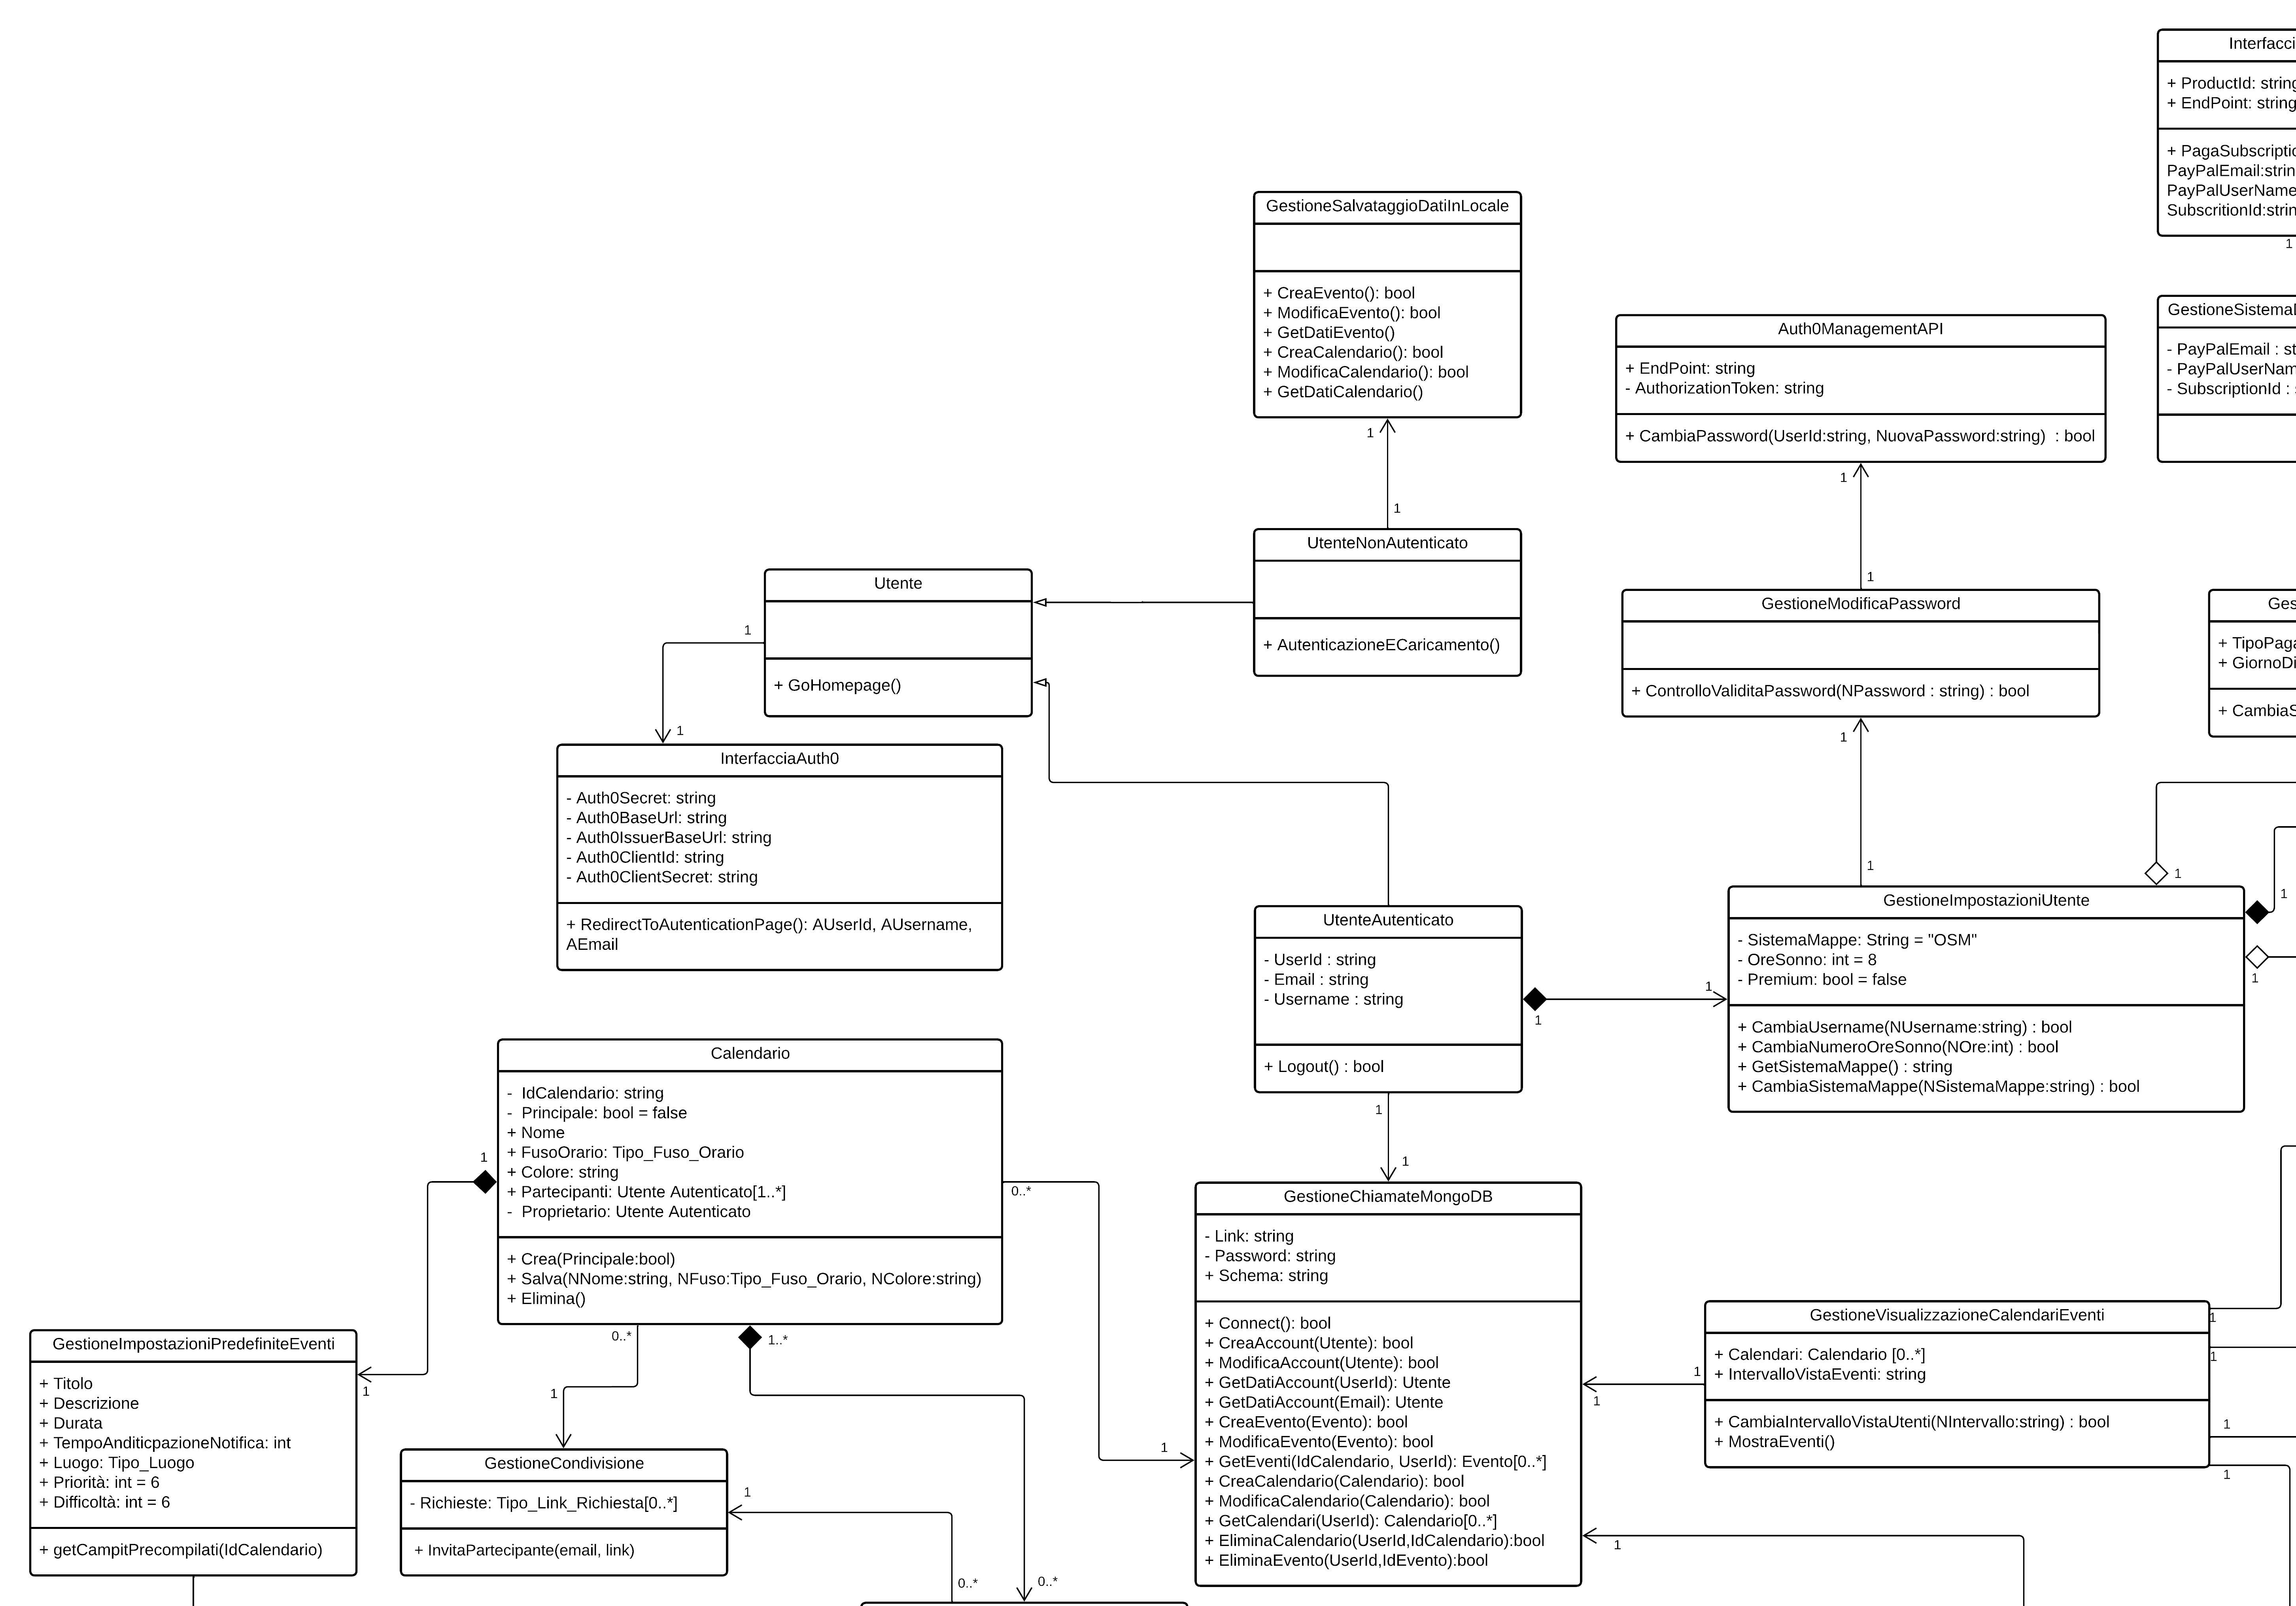 Interfacci
+ ProductId: string
+ EndPoint: string
+ PagaSubscriptio
PayPalEmail:strin
PayPalUserName
SubscritionId:strin
1
GestioneSalvataggioDatiInLocale
+ CreaEvento(): bool
+ ModificaEvento(): bool
+ GetDatiEvento()
+ CreaCalendario(): bool
+ ModificaCalendario(): bool
+ GetDatiCalendario()
1
1
Auth0ManagementAPI
+ EndPoint: string
- AuthorizationToken: string
+ CambiaPassword(UserId:string, NuovaPassword:string)  : bool
1
1
GestioneSistemaI
- PayPalEmail : st
- PayPalUserNam
- SubscriptionId :
UtenteNonAutenticato
+ AutenticazioneECaricamento()
Utente
+ GoHomepage()
1
1
GestioneModificaPassword
+ ControlloValiditaPassword(NPassword : string) : bool
1
1
Ges
+ TipoPaga
+ GiornoDi
+ CambiaS
InterfacciaAuth0
- Auth0Secret: string
- Auth0BaseUrl: string
- Auth0IssuerBaseUrl: string
- Auth0ClientId: string
- Auth0ClientSecret: string
+ RedirectToAutenticationPage(): AUserId, AUsername,
AEmail
UtenteAutenticato
- UserId : string
- Email : string
- Username : string
+ Logout() : bool
1
1
1
1
GestioneImpostazioniUtente
- SistemaMappe: String = "OSM"
- OreSonno: int = 8
- Premium: bool = false
+ CambiaUsername(NUsername:string) : bool
+ CambiaNumeroOreSonno(NOre:int) : bool
+ GetSistemaMappe() : string
+ CambiaSistemaMappe(NSistemaMappe:string) : bool
1
1
1
Calendario
-  IdCalendario: string
-  Principale: bool = false
+ Nome
+ FusoOrario: Tipo_Fuso_Orario
+ Colore: string
+ Partecipanti: Utente Autenticato[1..*]
-  Proprietario: Utente Autenticato
+ Crea(Principale:bool)
+ Salva(NNome:string, NFuso:Tipo_Fuso_Orario, NColore:string)
+ Elimina()
1
0..*
0..*
1..*
1
1
1
GestioneImpostazioniPredefiniteEventi
+ Titolo
+ Descrizione
+ Durata
+ TempoAnditicpazioneNotifica: int
+ Luogo: Tipo_Luogo
+ Priorità: int = 6
+ Difficoltà: int = 6
+ getCampitPrecompilati(IdCalendario)
GestioneCondivisione
- Richieste: Tipo_Link_Richiesta[0..*]
+ InvitaPartecipante(email, link)
1
0..*
0..*
GestioneChiamateMongoDB
- Link: string
- Password: string
+ Schema: string
+ Connect(): bool
+ CreaAccount(Utente): bool
+ ModificaAccount(Utente): bool
+ GetDatiAccount(UserId): Utente
+ GetDatiAccount(Email): Utente
+ CreaEvento(Evento): bool
+ ModificaEvento(Evento): bool
+ GetEventi(IdCalendario, UserId): Evento[0..*]
+ CreaCalendario(Calendario): bool
+ ModificaCalendario(Calendario): bool
+ GetCalendari(UserId): Calendario[0..*]
+ EliminaCalendario(UserId,IdCalendario):bool
+ EliminaEvento(UserId,IdEvento):bool
1
1
1
GestioneVisualizzazioneCalendariEventi
+ Calendari: Calendario [0..*]
+ IntervalloVistaEventi: string
+ CambiaIntervalloVistaUtenti(NIntervallo:string) : bool
+ MostraEventi()
1
1
1
1